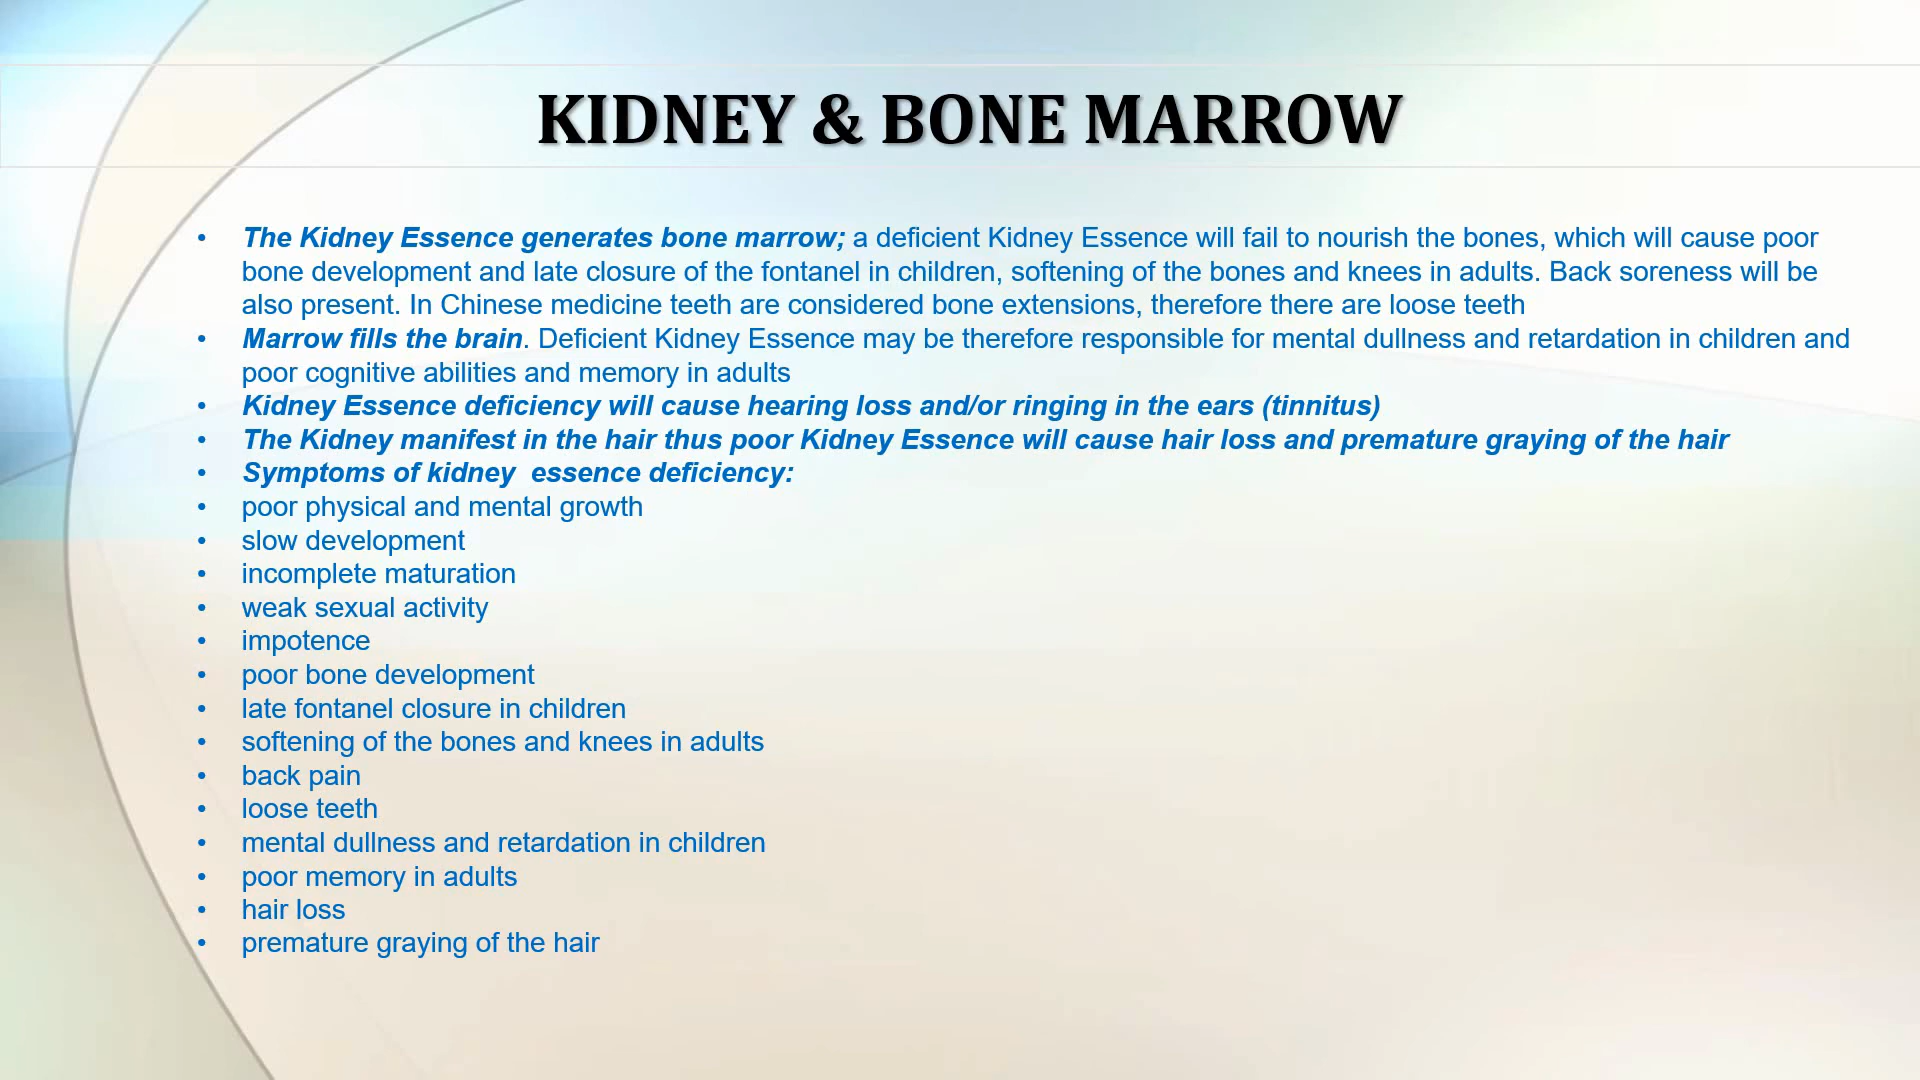 KIDNEY & BONE MARROW
• The Kidney Essence generates bone marrow; a deficient Kidney Essence will fail to nourish the bones, which will cause poor
bone development and late closure of the fontanel in children, softening of the bones and knees in adults. Back soreness will be
also present. In Chinese medicine teeth are considered bone extensions, therefore there are loose teeth
• Marrow fills the brain. Deficient Kidney Essence may be therefore responsible for mental dullness and retardation in children and
poor cognitive abilities and memory in adults
• Kidney Essence deficiency will cause hearing loss and/or ringing in the ears (tinnitus)
• The Kidney manifest in the hair thus poor Kidney Essence will cause hair loss and premature graying of the hair
• Symptoms of kidney  essence deficiency:
• poor physical and mental growth
• slow development
• incomplete maturation
• weak sexual activity
• impotence
• poor bone development
• late fontanel closure in children
• softening of the bones and knees in adults
• back pain
• loose teeth
• mental dullness and retardation in children
• poor memory in adults
• hair loss
• premature graying of the hair